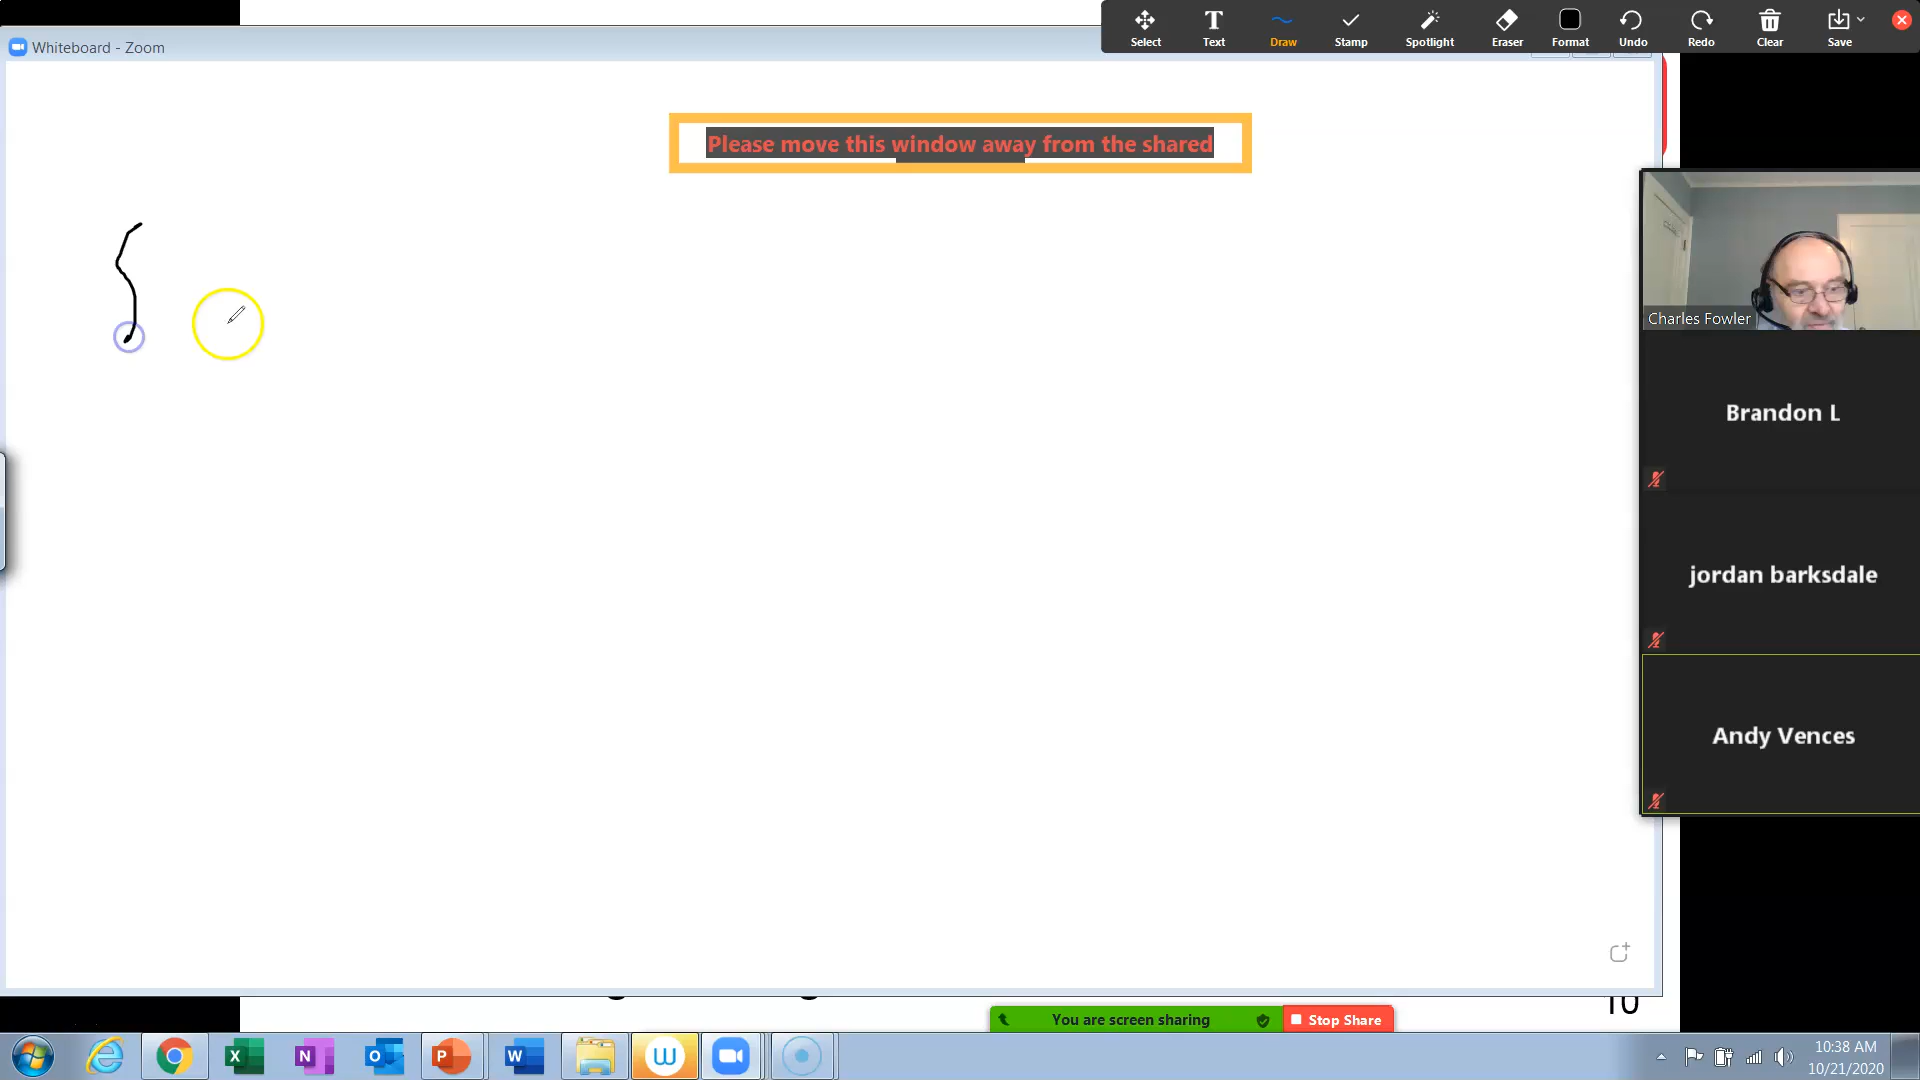 Select Text Draw Stamp Spotlight Eraser Format Undo Redo Clear Save
Whiteboard - Zoom
Please move this window away from the shared
Charles Fowler
Brandon L
jordan barksdale
Andy Vences
10
You are screen sharing Stop Share
10:38 AM
10/21/2020